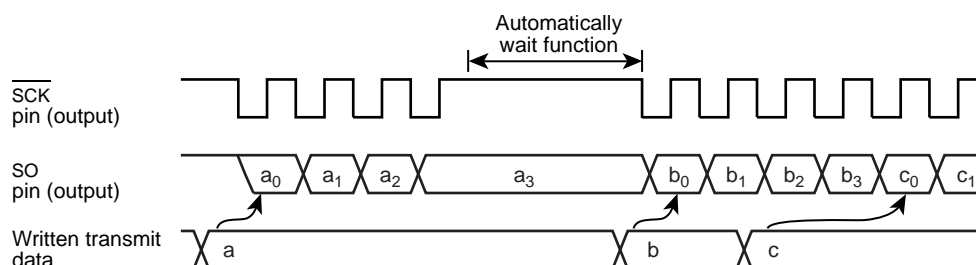 Automatically
wait function
SCK
pin (output)
SO
pin (output)
a0 a1 a2 a3 b0 b1 b2 b3 c0 c1
Written transmit
data
a b c